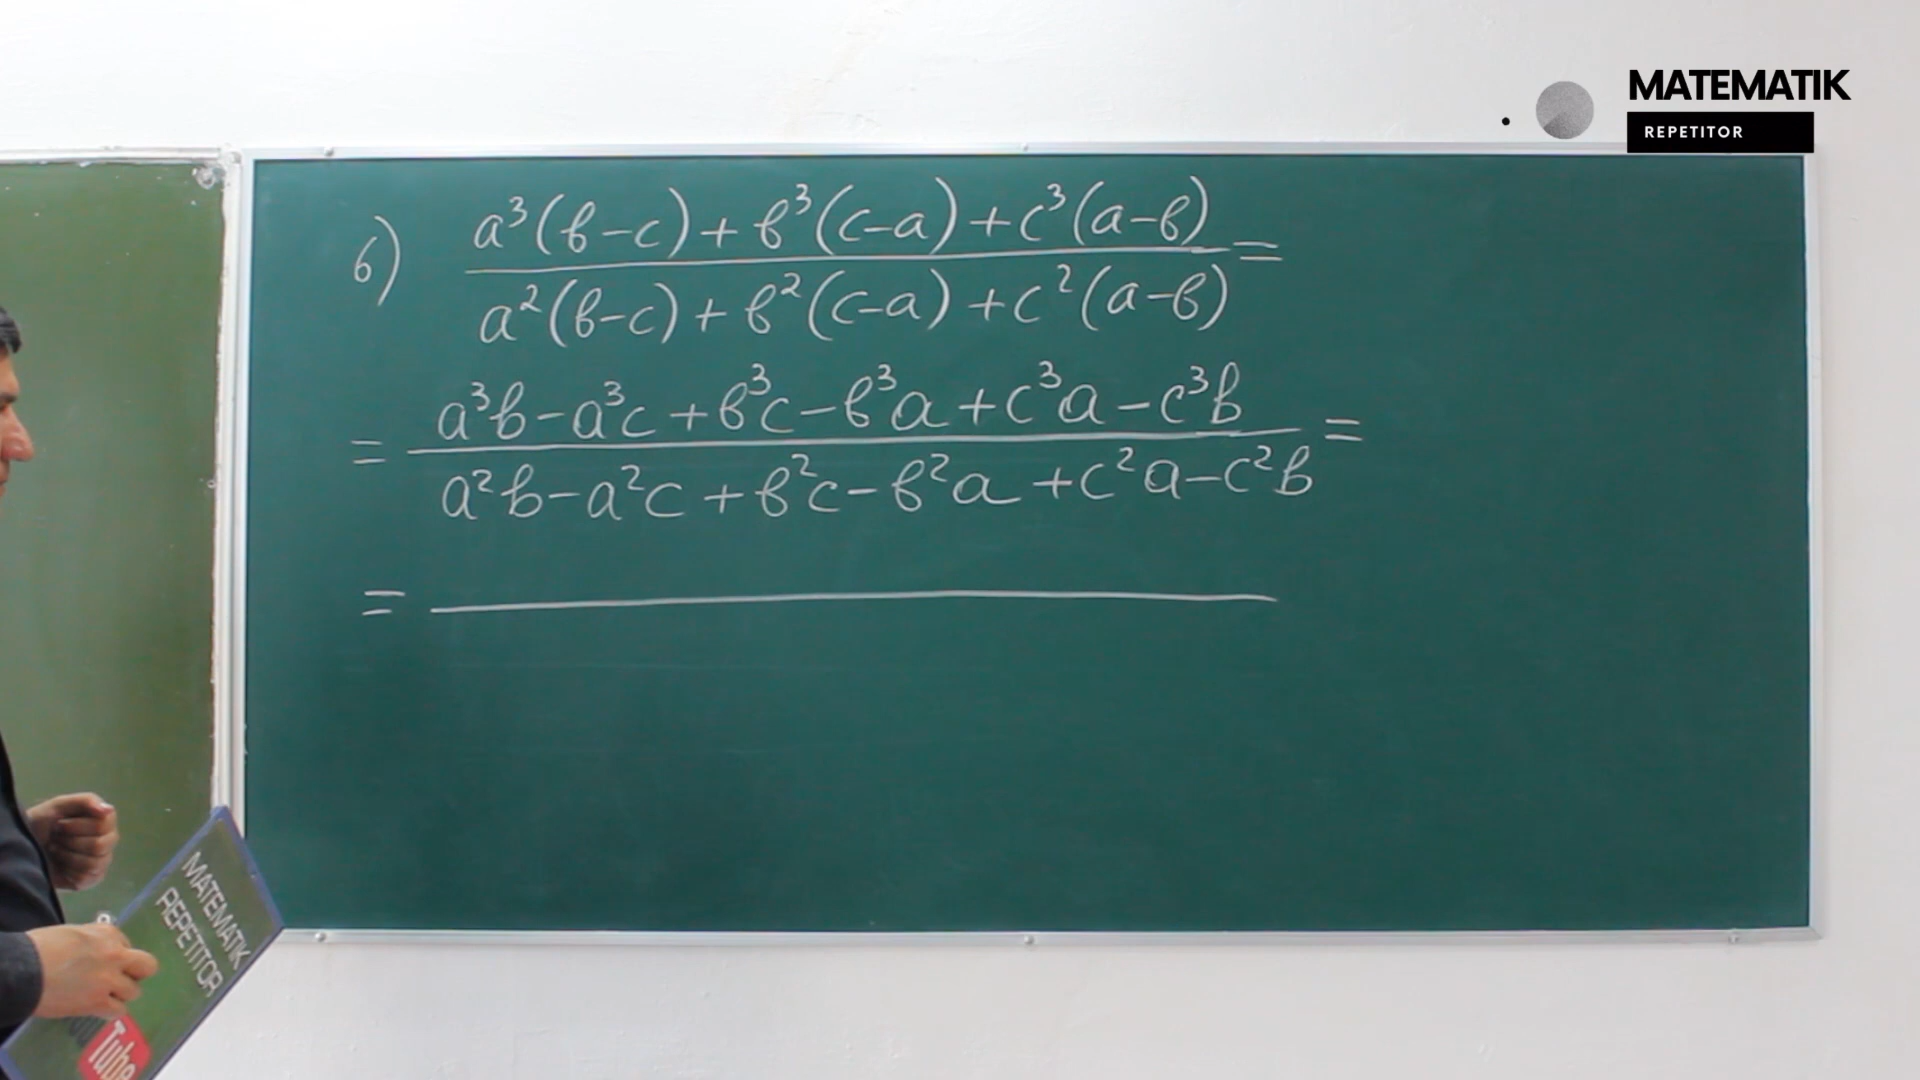 MATEMATIK
REPETITOR
6) a³(b-c)+b³(c-a)+c³(a-b) / a²(b-c)+b²(c-a)+c²(a-b) =
= a³b-a³c+b³c-b³a+c³a-c³b / a²b-a²c+b²c-b²a+c²a-c²b =
=
MATEMATIK
REPETITOR
Tube